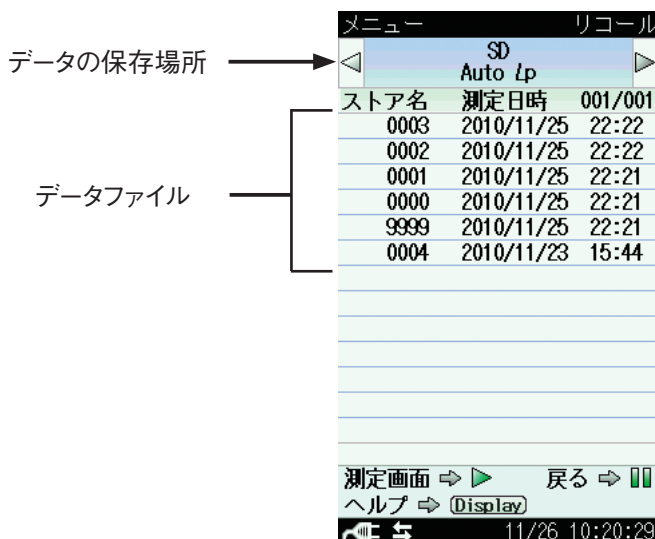 メニュー リコール
データの保存場所
SD
Auto Lp
ストア名 測定日時 001/001
0003 2010/11/25 22:22
0002 2010/11/25 22:22
データファイル
0001 2010/11/25 22:21
0000 2010/11/25 22:21
9999 2010/11/25 22:21
0004 2010/11/23 15:44
測定画面 ⇨ ▶ 戻る ⇨ ▮▮
ヘルプ ⇨ Display
11/26 10:20:29